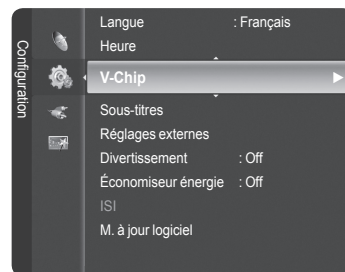 Configuration
Langue : Français
Heure
V-Chip
Sous-titres
Réglages externes
Divertissement : Off
Économiseur énergie : Off
ISI
M. à jour logiciel